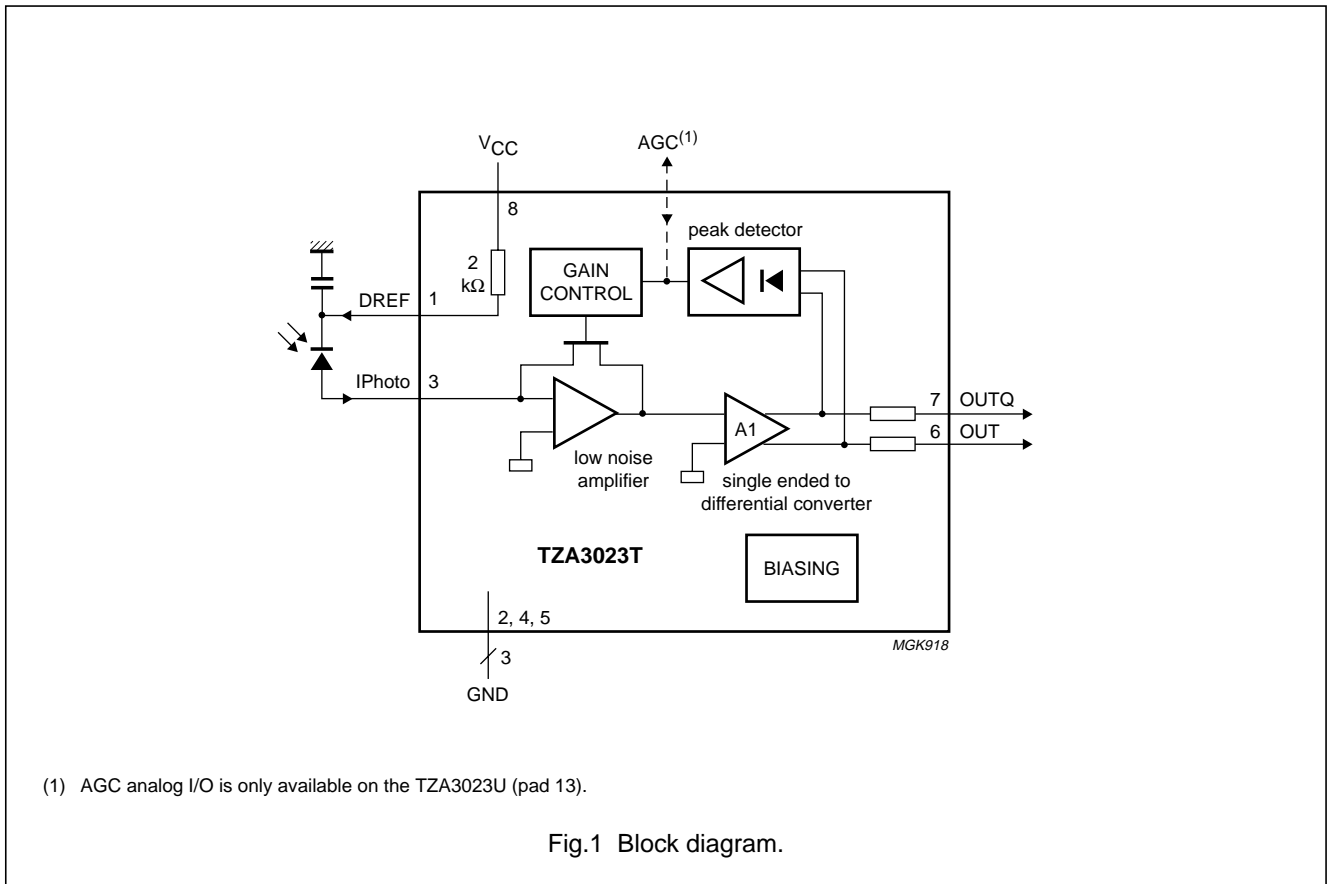 VCC
AGC(1)
8
peak detector
2
kΩ
GAIN
CONTROL
DREF
1
IPhoto
3
7
OUTQ
A1
6
OUT
low noise
amplifier
single ended to
differential converter
TZA3023T
BIASING
2, 4, 5
MGK918
3
GND
(1) AGC analog I/O is only available on the TZA3023U (pad 13).
Fig.1 Block diagram.